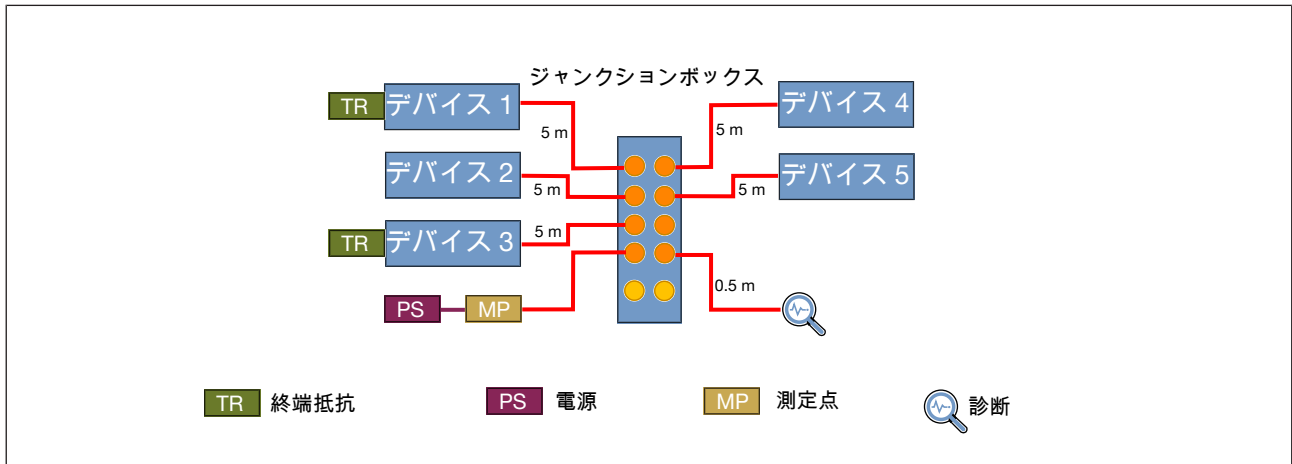 ジャンクションボックス
TR デバイス 1
5 m
デバイス 4
5 m
デバイス 2
5 m
デバイス 5
5 m
TR デバイス 3
5 m
PS MP
0.5 m
TR 終端抵抗
PS 電源
MP 測定点
診断